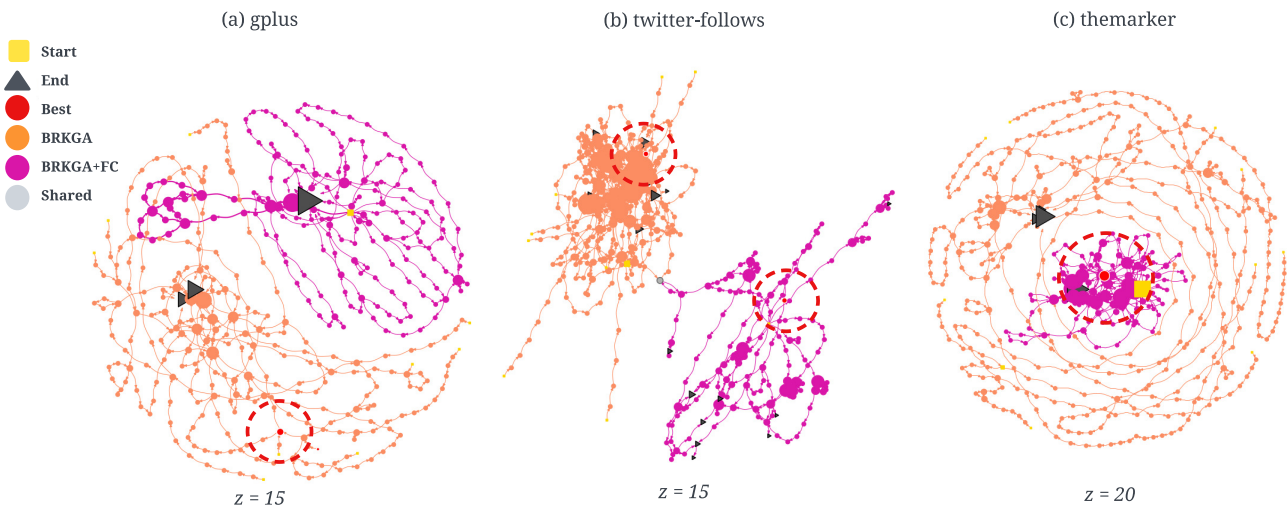 (a) gplus
(b) twitter-follows
(c) themarker
Start
End
Best
BRKGA
BRKGA+FC
Shared
z = 15
z = 15
z = 20